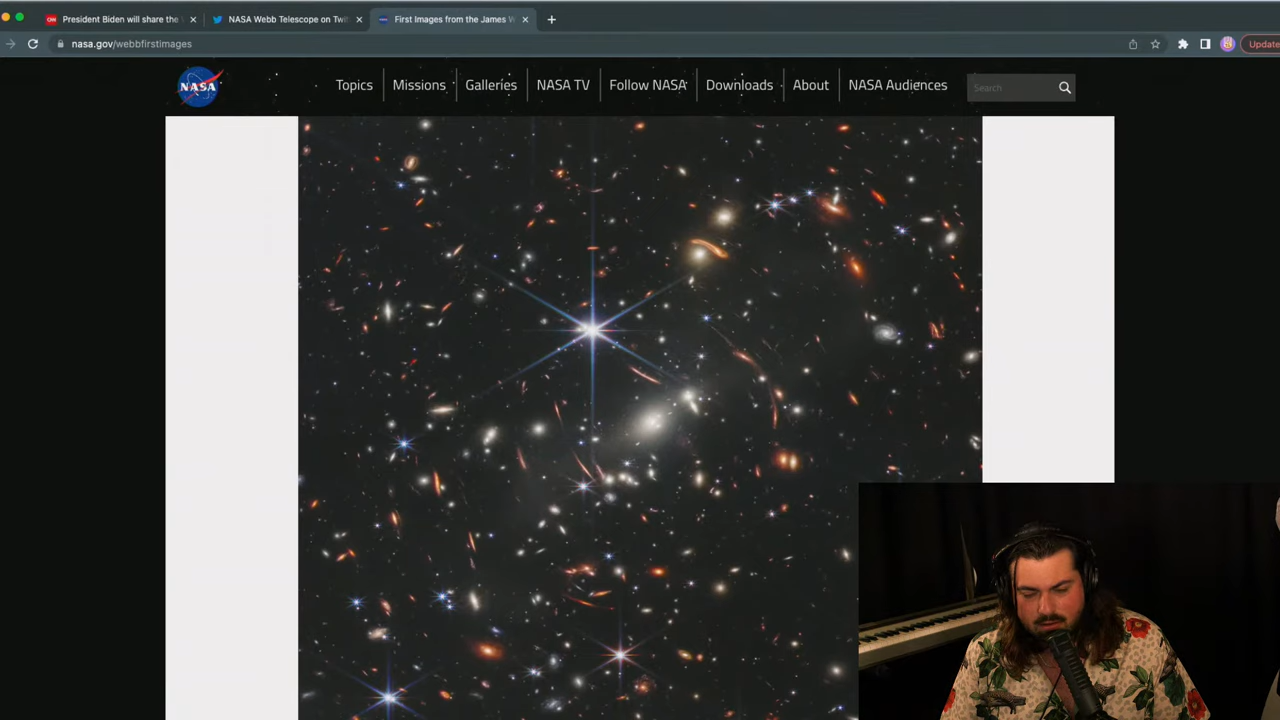 President Biden will share the
NASA Webb Telescope on Twi
First Images from the James W
nasa.gov/webbfirstimages
Update
NASA
Topics
Missions
Galleries
NASA TV
Follow NASA
Downloads
About
NASA Audiences
Search